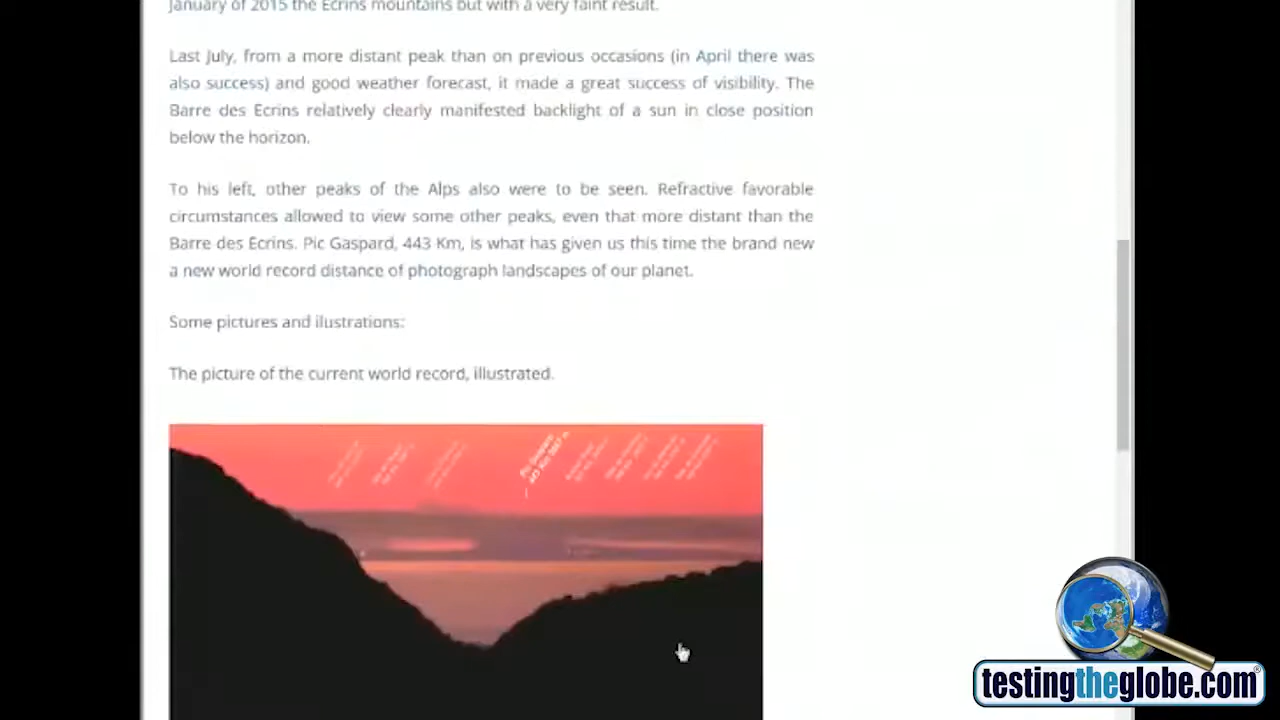 January of 2015 the Ecrins mountains but with a very faint result.
Last July, from a more distant peak than on previous occasions (in April there was
also success) and good weather forecast, it made a great success of visibility. The
Barre des Ecrins relatively clearly manifested backlight of a sun in close position
below the horizon.
To his left, other peaks of the Alps also were to be seen. Refractive favorable
circumstances allowed to view some other peaks, even that more distant than the
Barre des Ecrins. Pic Gaspard, 443 Km, is what has given us this time the brand new
a new world record distance of photograph landscapes of our planet.
Some pictures and ilustrations:
The picture of the current world record, illustrated.
testingtheglobe.com®